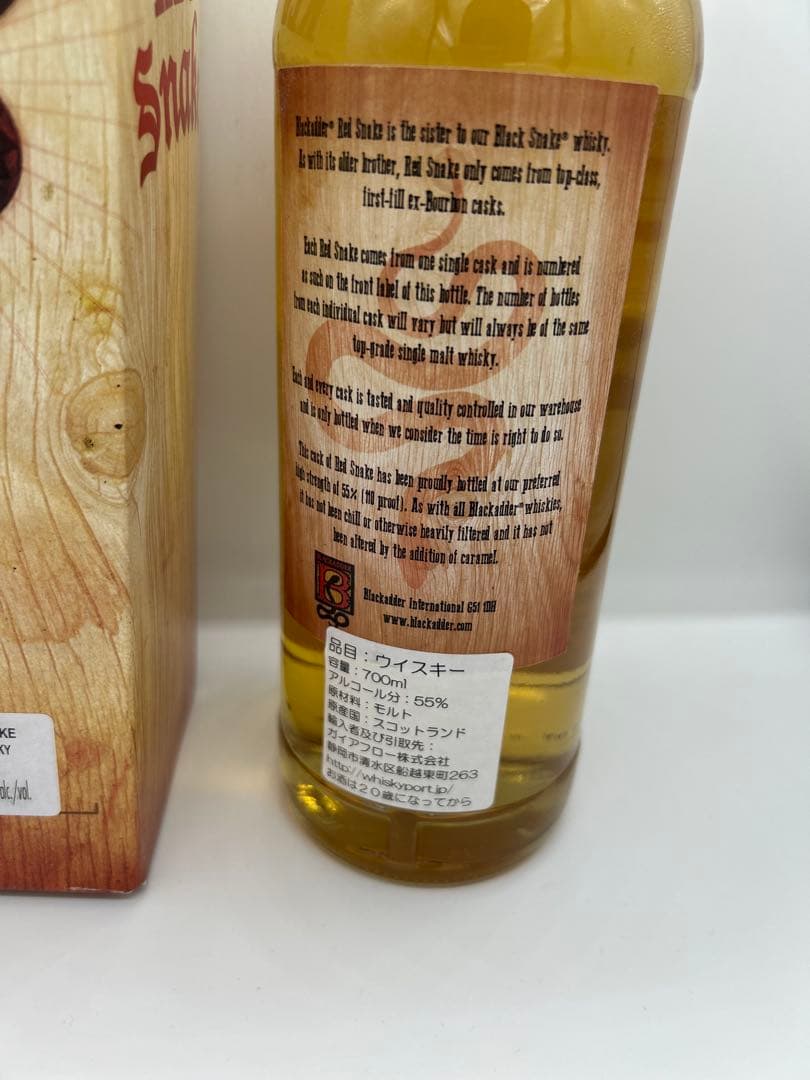 Snake
KE
KY
alc./vol.
Blackadder® Red Snake is the sister to our Black Snake® whisky.
As with its older brother, Red Snake only comes from top-class,
first-fill ex-Bourbon casks.
Each Red Snake comes from one single cask and is numbered
as such on the front label of this bottle. The number of bottles
from each individual cask will vary but will always be of the same
top-grade single malt whisky.
Each and every cask is tasted and quality controlled in our warehouse
and is only bottled when we consider the time is right to do so.
This cask of Red Snake has been proudly bottled at our preferred
high strength of 55% (110 proof). As with all Blackadder® whiskies,
it has not been chill or otherwise heavily filtered and it has not
been altered by the addition of caramel.
BLACKADDER
B
Blackadder International G51 1DH
www.blackadder.com
品目：ウイスキー
容量：700ml
アルコール分：55%
原材料：モルト
原産国：スコットランド
輸入者及び引取先：
ガイアフロー株式会社
静岡市清水区船越東町263
http://whiskyport.jp/
お酒は20歳になってから